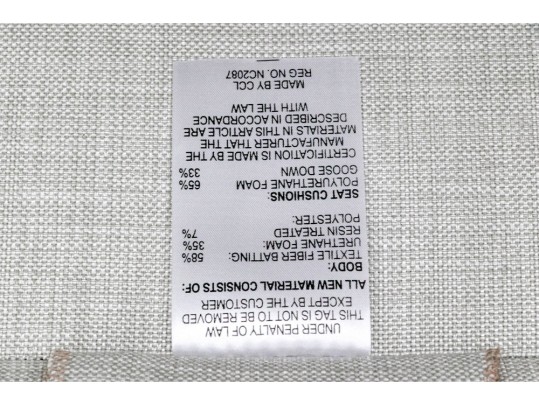 UNDER PENALTY OF LAW
THIS TAG IS NOT TO BE REMOVED
EXCEPT BY THE CUSTOMER
ALL NEW MATERIAL CONSISTS OF:
BODY:
TEXTILE FIBER BATTING: 58%
URETHANE FOAM: 35%
RESIN TREATED 7%
POLYESTER:
SEAT CUSHIONS:
POLYURETHANE FOAM 65%
GOOSE DOWN 33%
CERTIFICATION IS MADE BY THE
MANUFACTURER THAT THE
MATERIALS IN THIS ARTICLE ARE
DESCRIBED IN ACCORDANCE
WITH THE LAW
MADE BY CCL
REG NO. NC2087